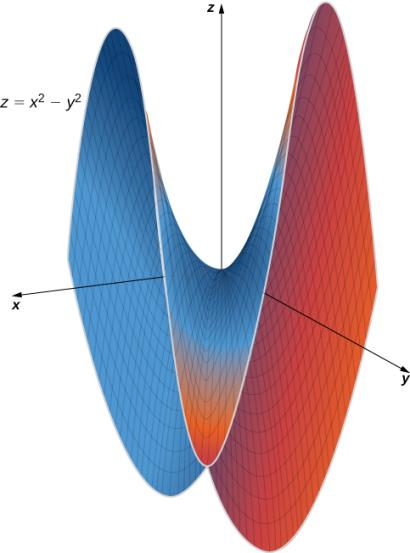 z
z = x² − y²
x
y